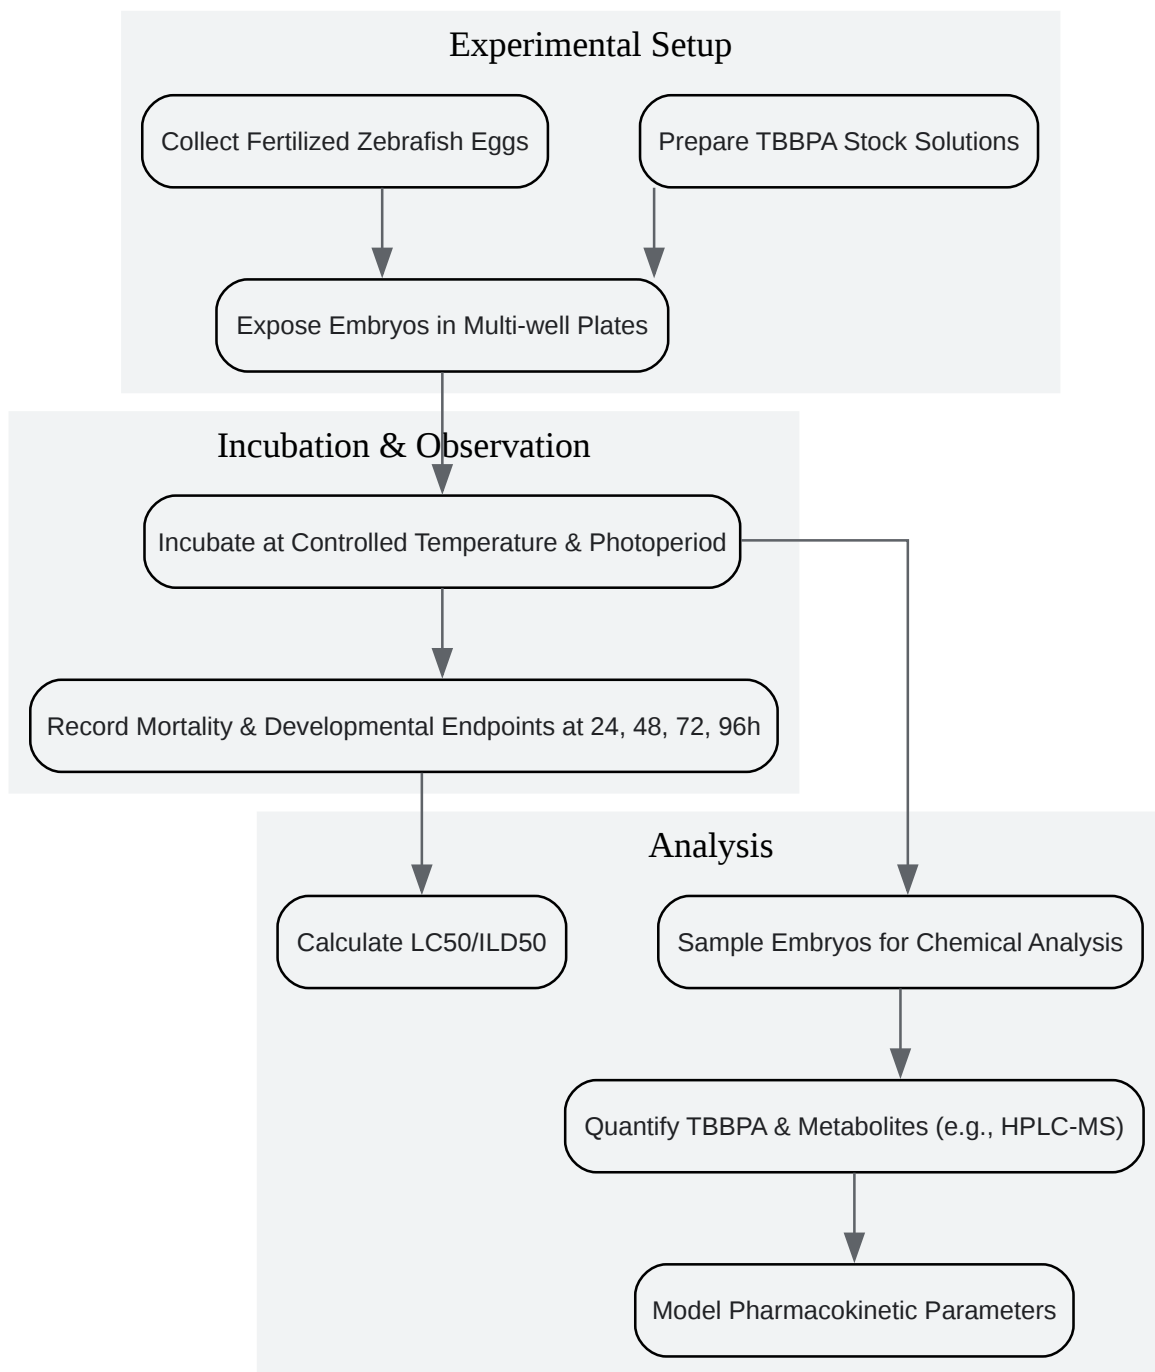 Experimental Setup
Collect Fertilized Zebrafish Eggs
Prepare TBBPA Stock Solutions
Expose Embryos in Multi-well Plates
Incubation & Observation
Incubate at Controlled Temperature & Photoperiod
Record Mortality & Developmental Endpoints at 24, 48, 72, 96h
Analysis
Calculate LC50/ILD50
Sample Embryos for Chemical Analysis
Quantify TBBPA & Metabolites (e.g., HPLC-MS)
Model Pharmacokinetic Parameters